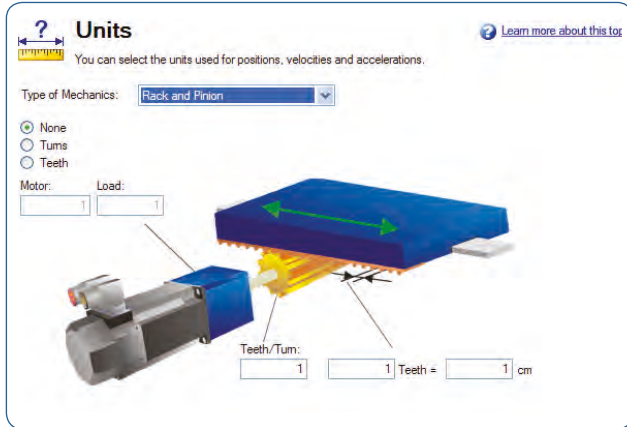 ?
Units
Learn more about this top
You can select the units used for positions, velocities and accelerations.
Type of Mechanics: Rack and Pinion
None
Turns
Teeth
Motor: Load:
1 1
Teeth/Turn:
1 1 Teeth = 1 cm